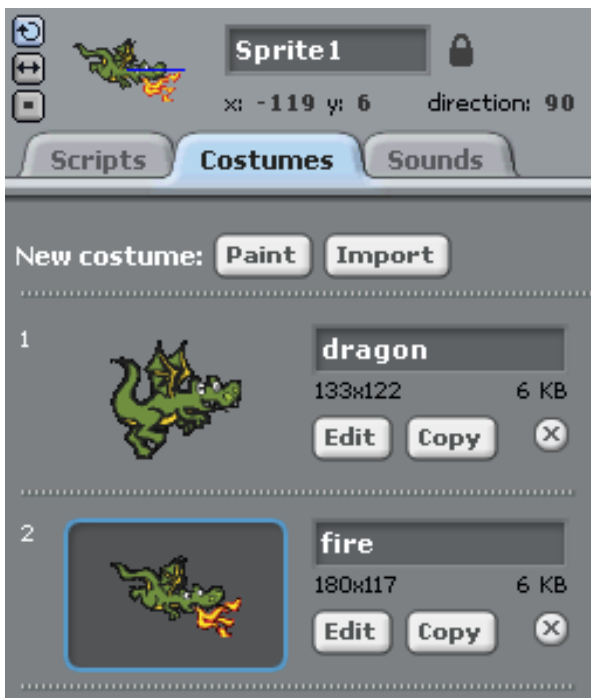 Sprite1
x: -119 y: 6 direction: 90
Scripts Costumes Sounds
New costume: Paint Import
1
dragon
133x122 6 KB
Edit Copy
2
fire
180x117 6 KB
Edit Copy